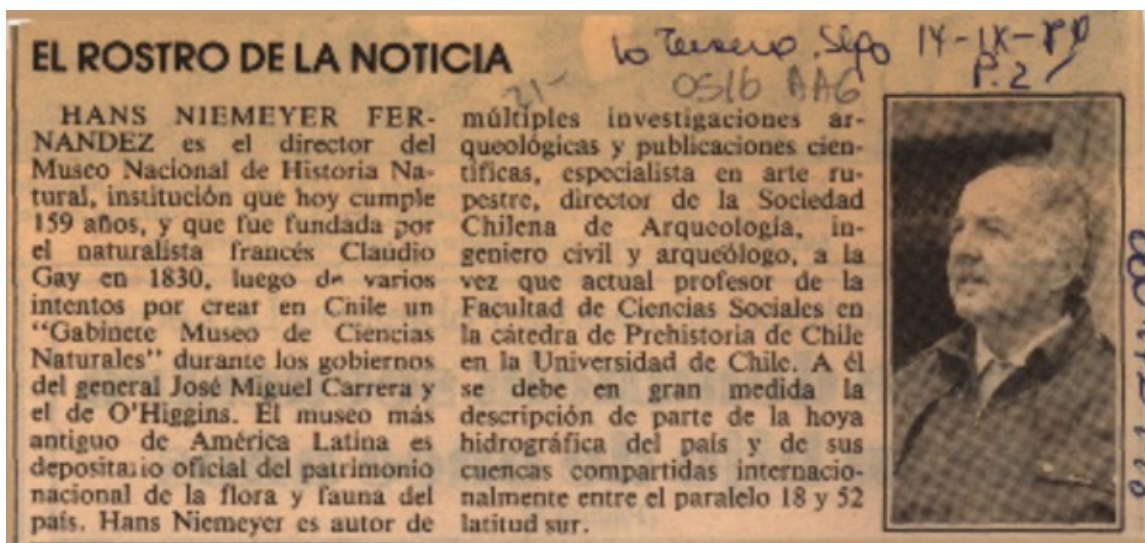 EL ROSTRO DE LA NOTICIA
14-IX-89
P.2
0516 AA6
21-
HANS NIEMEYER FER-
NANDEZ es el director del
Museo Nacional de Historia Na-
tural, institución que hoy cumple
159 años, y que fue fundada por
el naturalista francés Claudio
Gay en 1830, luego de varios
intentos por crear en Chile un
"Gabinete Museo de Ciencias
Naturales" durante los gobiernos
del general José Miguel Carrera y
el de O'Higgins. El museo más
antiguo de América Latina es
depositario oficial del patrimonio
nacional de la flora y fauna del
país. Hans Niemeyer es autor de
múltiples investigaciones ar-
queológicas y publicaciones cien-
tíficas, especialista en arte ru-
pestre, director de la Sociedad
Chilena de Arqueología, in-
geniero civil y arqueólogo, a la
vez que actual profesor de la
Facultad de Ciencias Sociales en
la cátedra de Prehistoria de Chile
en la Universidad de Chile. A él
se debe en gran medida la
descripción de parte de la hoya
hidrográfica del país y de sus
cuencas compartidas internacio-
nalmente entre el paralelo 18 y 52
latitud sur.